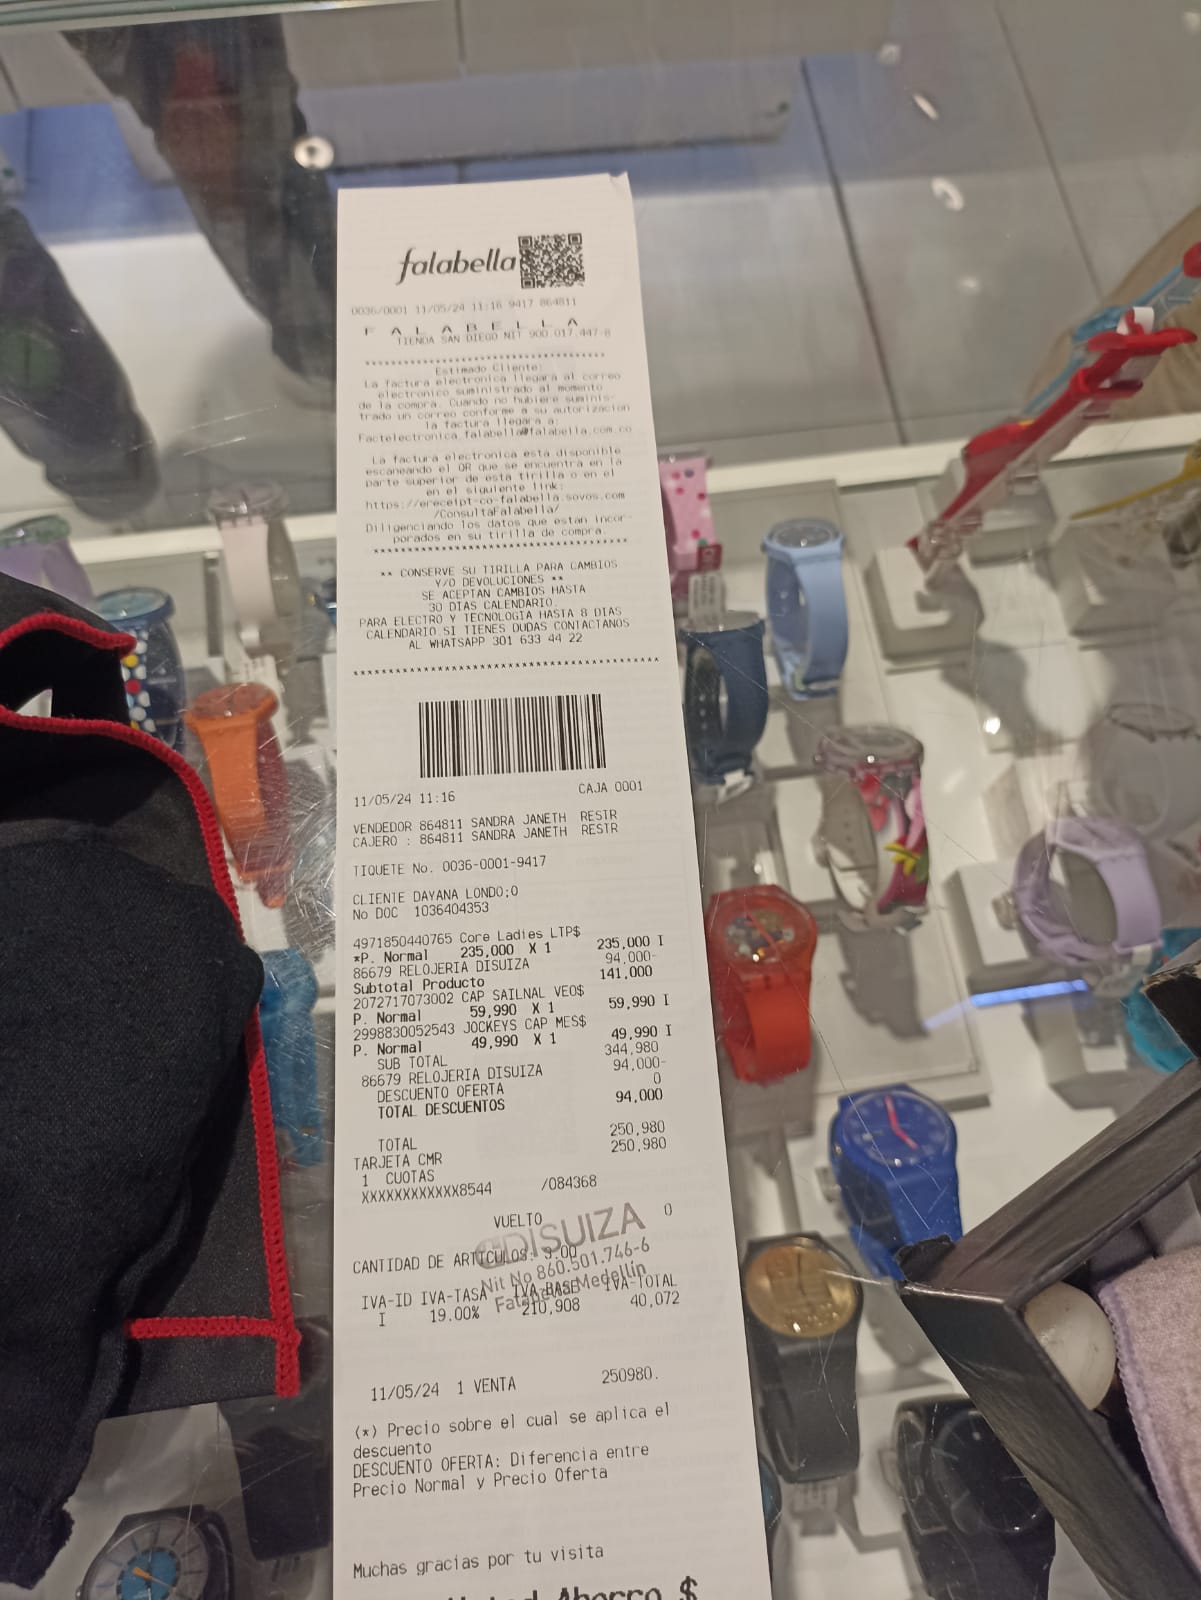 falabella
0036/0001 11/05/24 11:16 9417 864811
F A L A B E L L A
TIENDA SAN DIEGO NIT 900.017.447-8
Estimado Cliente:
La factura electronica llegara al correo
electronico suministrado al momento
de la compra. Cuando no hubiere suminis-
trado un correo conforme a su autorizacion
la factura llegara a:
Factelectronica.falabella@falabella.com.co
La factura electronica esta disponible
escaneando el QR que se encuentra en la
parte superior de esta tirilla o en el
en el siguiente link:
https://ereceipt-co-falabella.sovos.com
/ConsultaFalabella/
Diligenciando los datos que estan incor-
porados en su tirilla de compra.
** CONSERVE SU TIRILLA PARA CAMBIOS
Y/O DEVOLUCIONES **
SE ACEPTAN CAMBIOS HASTA
30 DIAS CALENDARIO.
PARA ELECTRO Y TECNOLOGIA HASTA 8 DIAS
CALENDARIO.SI TIENES DUDAS CONTACTANOS
AL WHATSAPP 301 633 44 22
11/05/24 11:16 CAJA 0001
VENDEDOR 864811 SANDRA JANETH RESTR
CAJERO : 864811 SANDRA JANETH RESTR
TIQUETE No. 0036-0001-9417
CLIENTE DAYANA LONDO;O
No DOC 1036404353
4971850440765 Core Ladies LTP$
*P. Normal 235,000 X 1 235,000 I
86679 RELOJERIA DISUIZA 94,000-
Subtotal Producto 141,000
2072717073002 CAP SAILNAL VEO$
P. Normal 59,990 X 1 59,990 I
2998830052543 JOCKEYS CAP MES$
P. Normal 49,990 X 1 49,990 I
SUB TOTAL 344,980
86679 RELOJERIA DISUIZA 94,000-
DESCUENTO OFERTA 0
TOTAL DESCUENTOS 94,000
TOTAL 250,980
TARJETA CMR 250,980
1 CUOTAS
XXXXXXXXXXXX8544 /084368
VUELTO 0
DISUIZA
CANTIDAD DE ARTICULOS: 3.00
Nit No 860.501.746-6
Falabella Medellín
IVA-ID IVA-TASA IVA-BASE IVA-TOTAL
I 19.00% 210,908 40,072
11/05/24 1 VENTA 250980.
(*) Precio sobre el cual se aplica el
descuento
DESCUENTO OFERTA: Diferencia entre
Precio Normal y Precio Oferta
Muchas gracias por tu visita
Usted Ahorro $